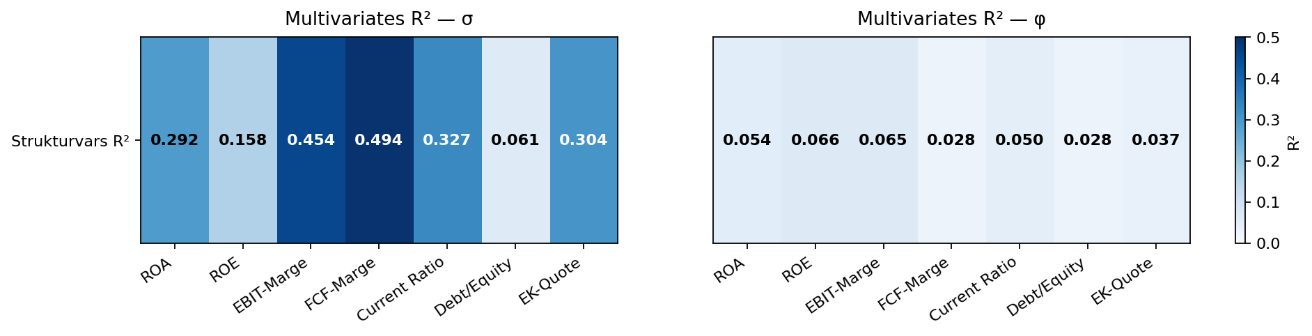 Multivariates R² — σ
Strukturvars R²
0.292 0.158 0.454 0.494 0.327 0.061 0.304
ROA ROE EBIT-Marge FCF-Marge Current Ratio Debt/Equity EK-Quote
Multivariates R² — φ
0.054 0.066 0.065 0.028 0.050 0.028 0.037
ROA ROE EBIT-Marge FCF-Marge Current Ratio Debt/Equity EK-Quote
0.5
0.4
0.3
0.2
0.1
0.0
R²